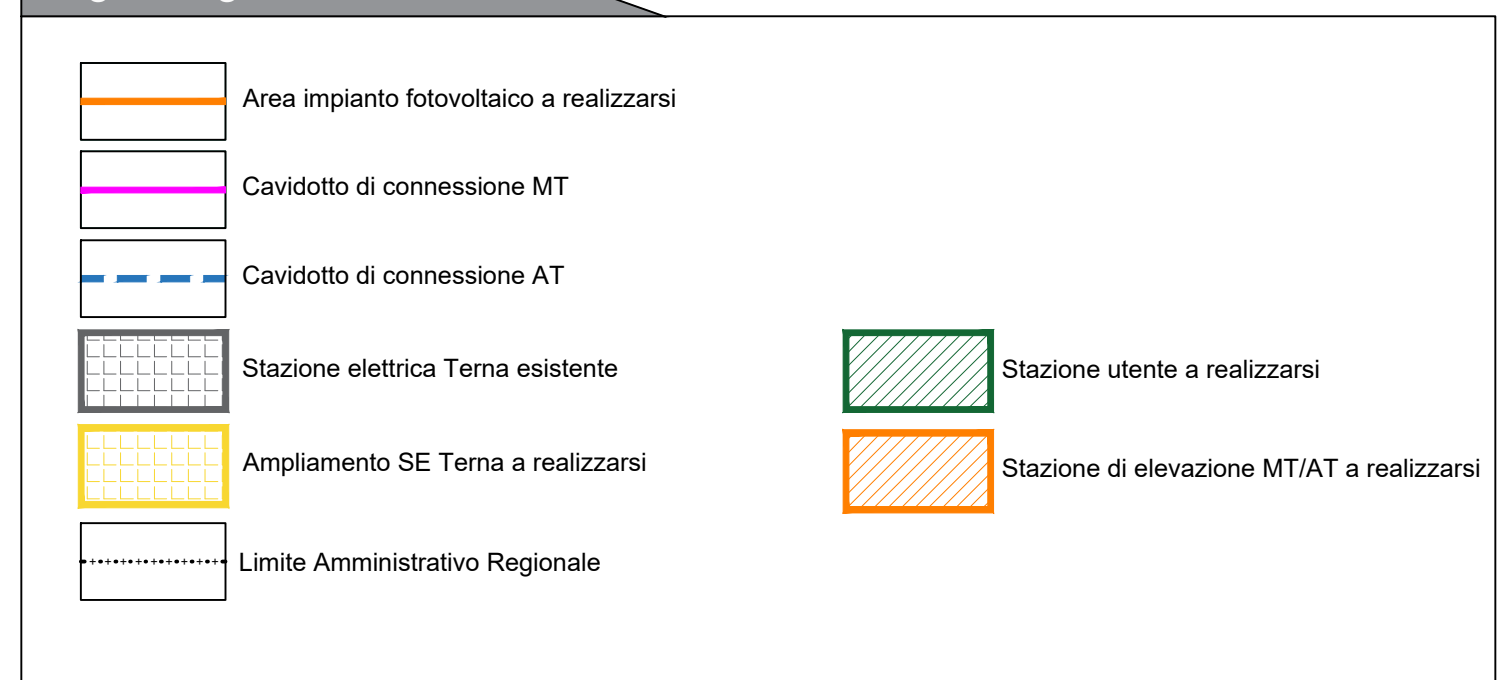 Area impianto fotovoltaico a realizzarsi
Cavidotto di connessione MT
Cavidotto di connessione AT
Stazione elettrica Terna esistente
Ampliamento SE Terna a realizzarsi
Limite Amministrativo Regionale
Stazione utente a realizzarsi
Stazione di elevazione MT/AT a realizzarsi